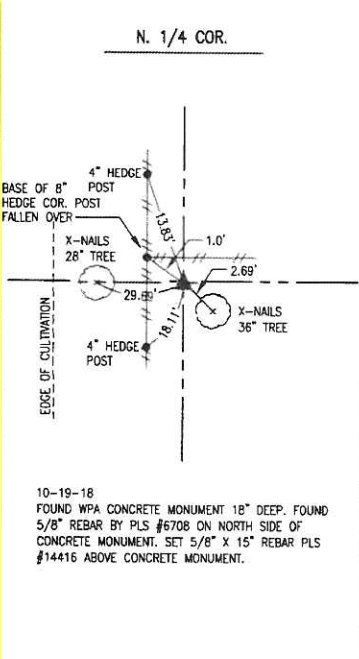 N. 1/4 COR.
4" HEDGE
POST
BASE OF 8"
HEDGE COR. POST
FALLEN OVER
13.83'
1.0'
X-NAILS
28" TREE
2.69'
29.69'
X-NAILS
36" TREE
18.11'
4" HEDGE
POST
EDGE OF CULTIVATION
10-19-18
FOUND WPA CONCRETE MONUMENT 18" DEEP. FOUND
5/8" REBAR BY PLS #6708 ON NORTH SIDE OF
CONCRETE MONUMENT. SET 5/8" X 15" REBAR PLS
#14416 ABOVE CONCRETE MONUMENT.